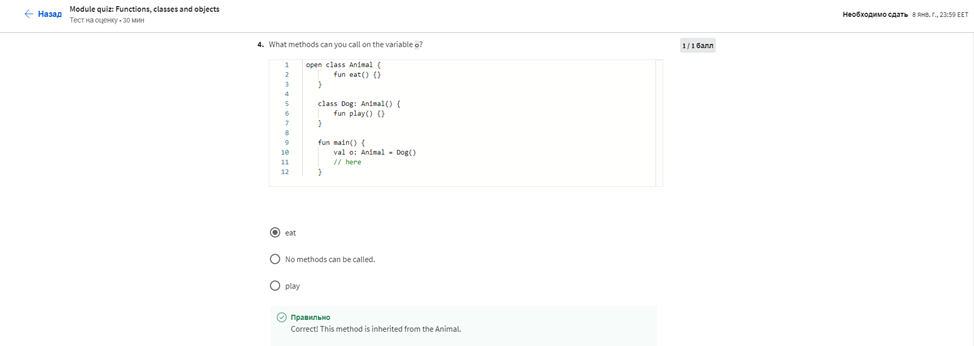 ← Назад
Module quiz: Functions, classes and objects
Тест на оценку • 30 мин
Необходимо сдать 8 янв. г., 23:59 EET
4. What methods can you call on the variable o?
1 / 1 балл
1 open class Animal {
2 fun eat() {}
3 }
4
5 class Dog: Animal() {
6 fun play() {}
7 }
8
9 fun main() {
10 val o: Animal = Dog()
11 // here
12 }
eat
No methods can be called.
play
Правильно
Correct! This method is inherited from the Animal.